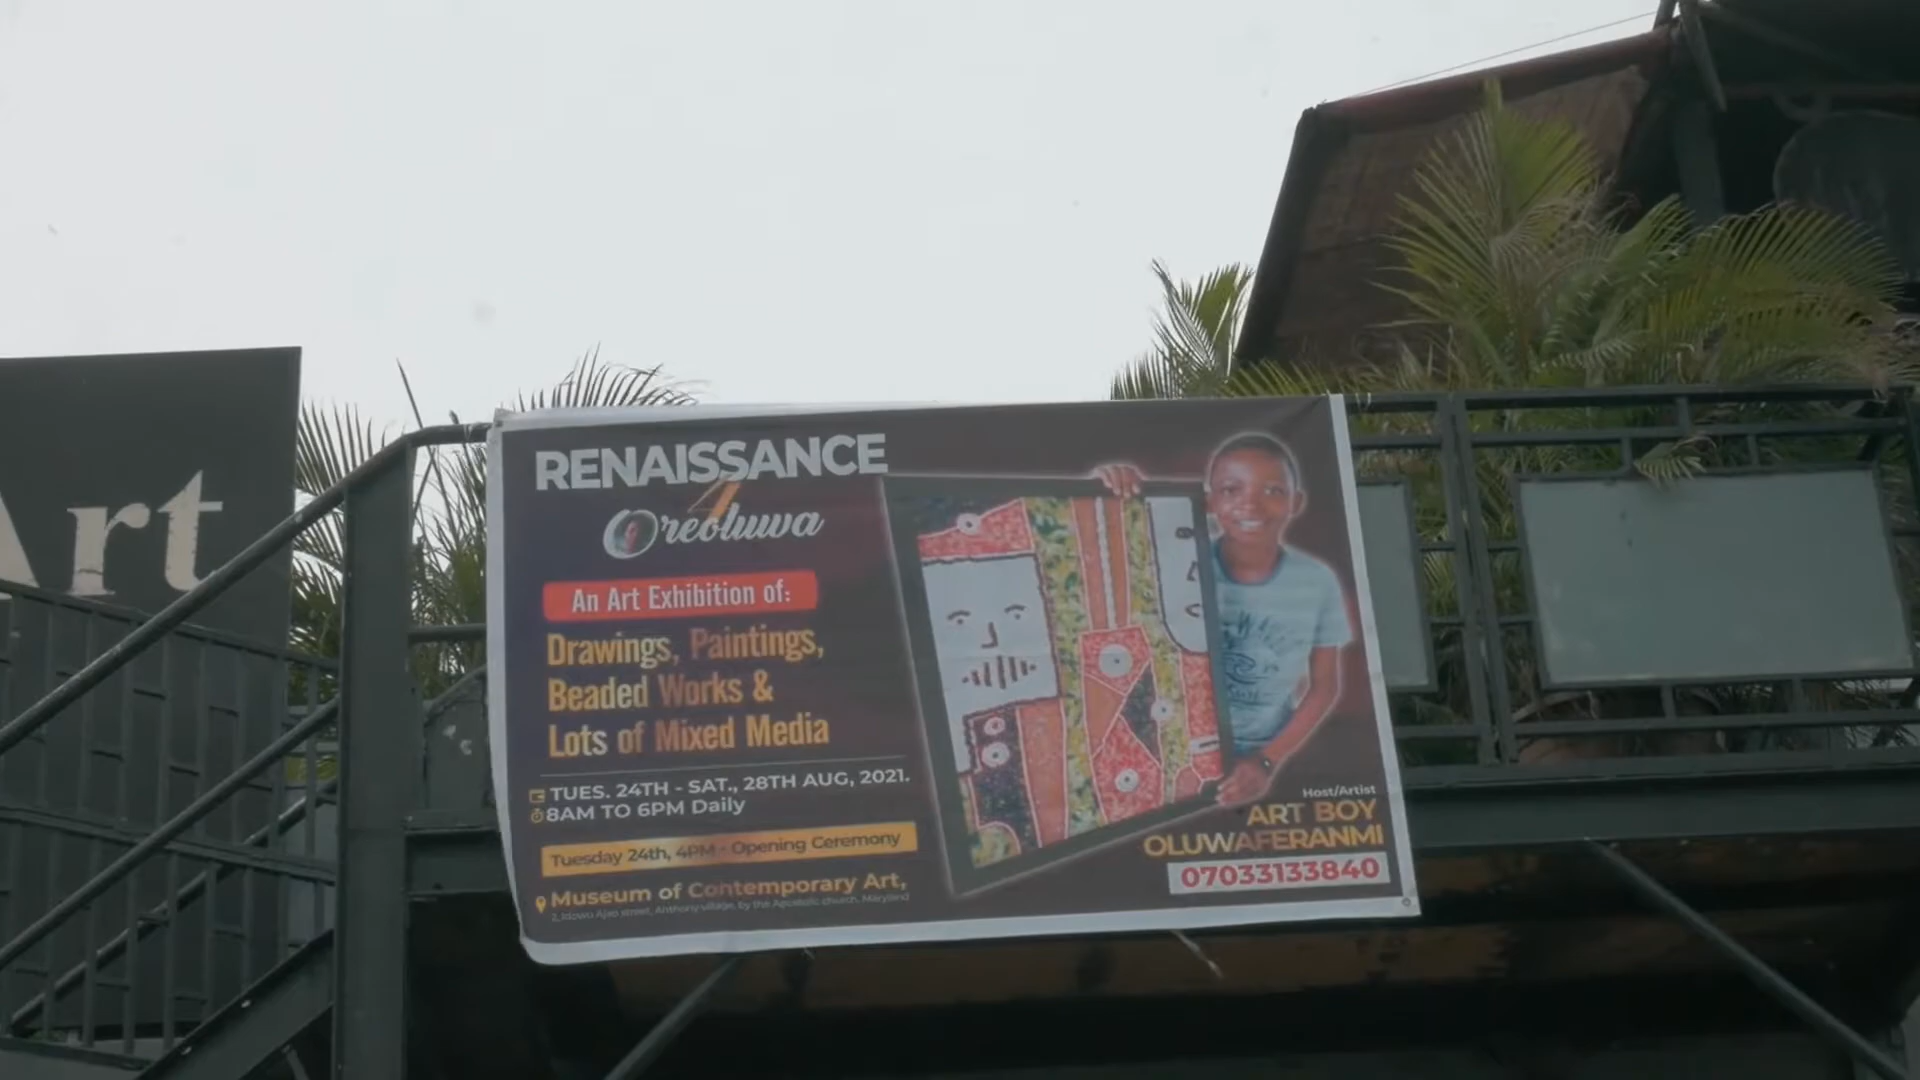 Art
RENAISSANCE
4
Oreoluwa
An Art Exhibition of:
Drawings, Paintings,
Beaded Works &
Lots of Mixed Media
TUES. 24TH - SAT., 28TH AUG, 2021.
8AM TO 6PM Daily
Tuesday 24th, 4PM - Opening Ceremony
Museum of Contemporary Art,
2, Idowu Ajao street, Anthony village, by the Apostolic church, Maryland
Host/Artist
ART BOY
OLUWAFERANMI
07033133840